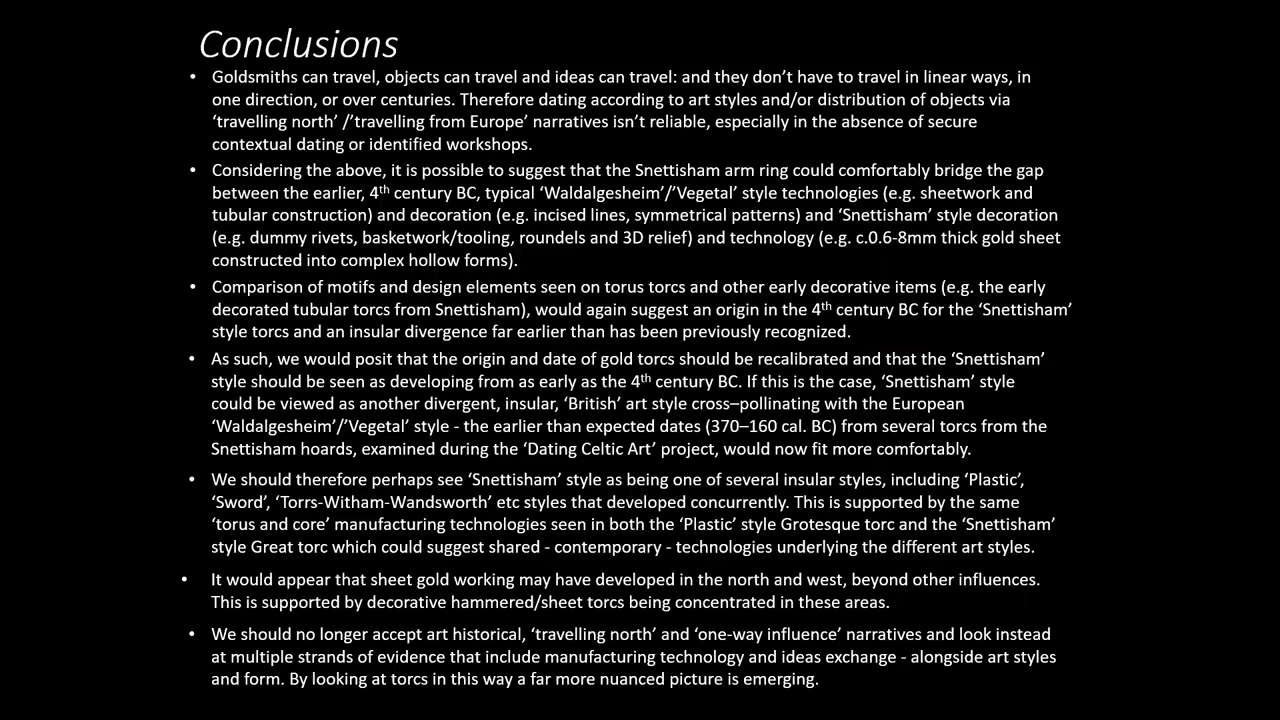 Conclusions
• Goldsmiths can travel, objects can travel and ideas can travel: and they don’t have to travel in linear ways, in
one direction, or over centuries. Therefore dating according to art styles and/or distribution of objects via
‘travelling north’ /’travelling from Europe’ narratives isn’t reliable, especially in the absence of secure
contextual dating or identified workshops.
• Considering the above, it is possible to suggest that the Snettisham arm ring could comfortably bridge the gap
between the earlier, 4th century BC, typical ‘Waldalgesheim’/’Vegetal’ style technologies (e.g. sheetwork and
tubular construction) and decoration (e.g. incised lines, symmetrical patterns) and ‘Snettisham’ style decoration
(e.g. dummy rivets, basketwork/tooling, roundels and 3D relief) and technology (e.g. c.0.6-8mm thick gold sheet
constructed into complex hollow forms).
• Comparison of motifs and design elements seen on torus torcs and other early decorative items (e.g. the early
decorated tubular torcs from Snettisham), would again suggest an origin in the 4th century BC for the ‘Snettisham’
style torcs and an insular divergence far earlier than has been previously recognized.
• As such, we would posit that the origin and date of gold torcs should be recalibrated and that the ‘Snettisham’
style should be seen as developing from as early as the 4th century BC. If this is the case, ‘Snettisham’ style
could be viewed as another divergent, insular, ‘British’ art style cross–pollinating with the European
‘Waldalgesheim’/’Vegetal’ style - the earlier than expected dates (370–160 cal. BC) from several torcs from the
Snettisham hoards, examined during the ‘Dating Celtic Art’ project, would now fit more comfortably.
• We should therefore perhaps see ‘Snettisham’ style as being one of several insular styles, including ‘Plastic’,
‘Sword’, ‘Torrs-Witham-Wandsworth’ etc styles that developed concurrently. This is supported by the same
‘torus and core’ manufacturing technologies seen in both the ‘Plastic’ style Grotesque torc and the ‘Snettisham’
style Great torc which could suggest shared - contemporary - technologies underlying the different art styles.
• It would appear that sheet gold working may have developed in the north and west, beyond other influences.
This is supported by decorative hammered/sheet torcs being concentrated in these areas.
• We should no longer accept art historical, ‘travelling north’ and ‘one-way influence’ narratives and look instead
at multiple strands of evidence that include manufacturing technology and ideas exchange - alongside art styles
and form. By looking at torcs in this way a far more nuanced picture is emerging.